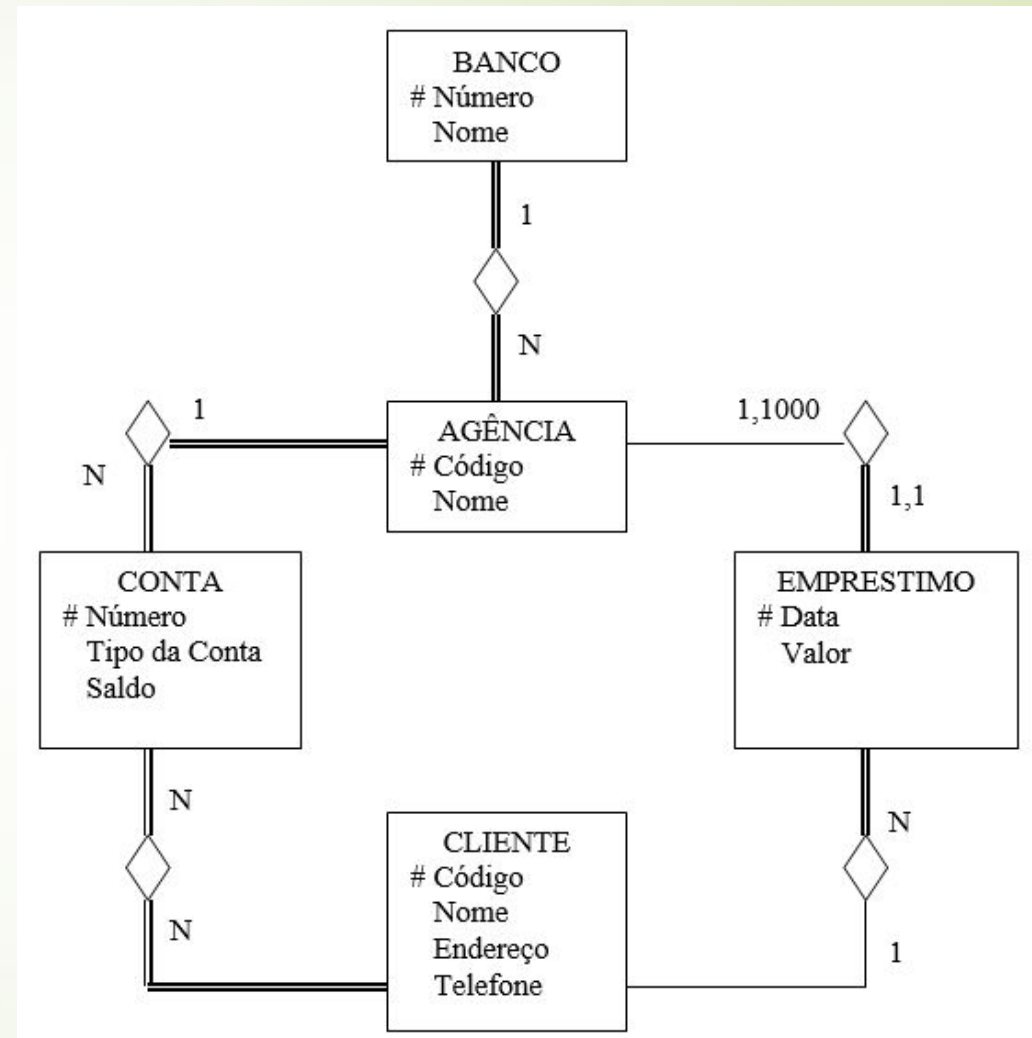 BANCO
# Número
Nome
1
N
1
1,1000
AGÊNCIA
# Código
Nome
N
1,1
CONTA
# Número
Tipo da Conta
Saldo
EMPRESTIMO
# Data
Valor
N
N
CLIENTE
# Código
Nome
Endereço
Telefone
N
1